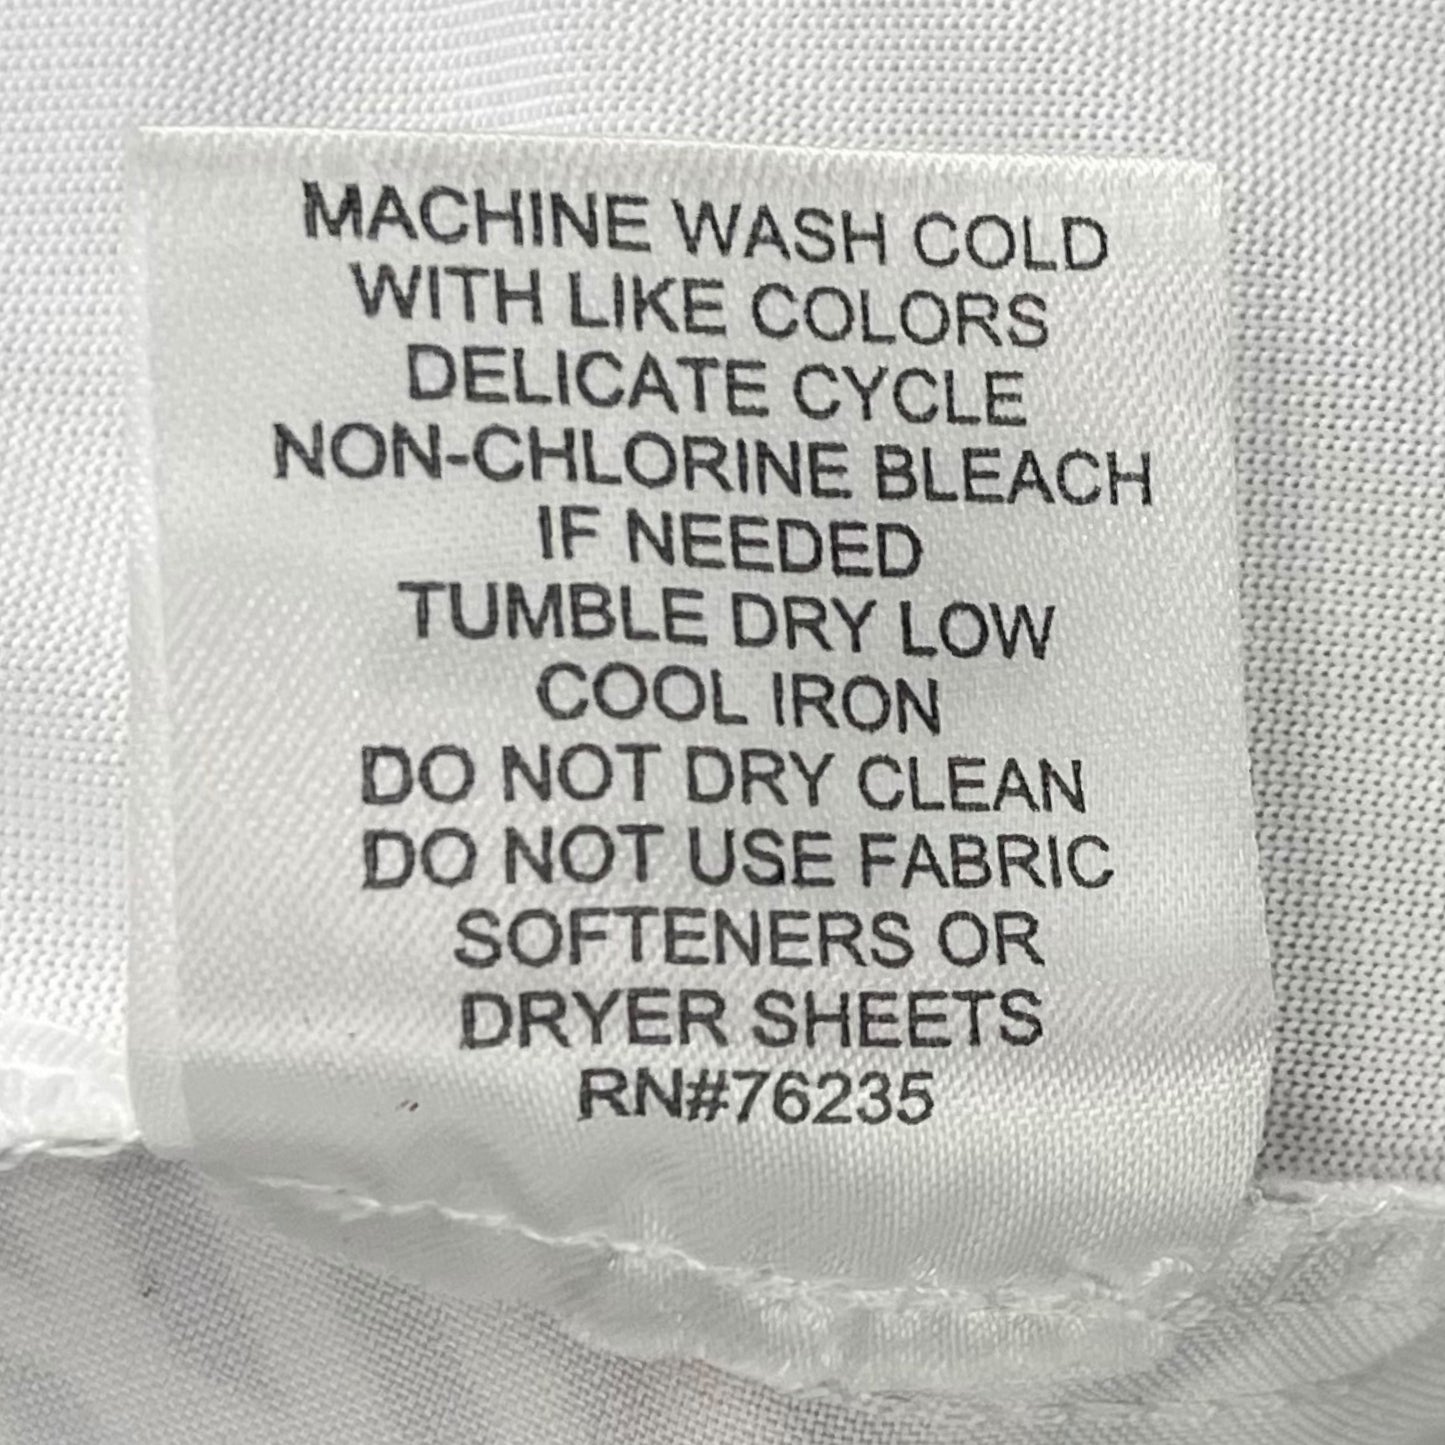 MACHINE WASH COLD
WITH LIKE COLORS
DELICATE CYCLE
NON-CHLORINE BLEACH
IF NEEDED
TUMBLE DRY LOW
COOL IRON
DO NOT DRY CLEAN
DO NOT USE FABRIC
SOFTENERS OR
DRYER SHEETS
RN#76235